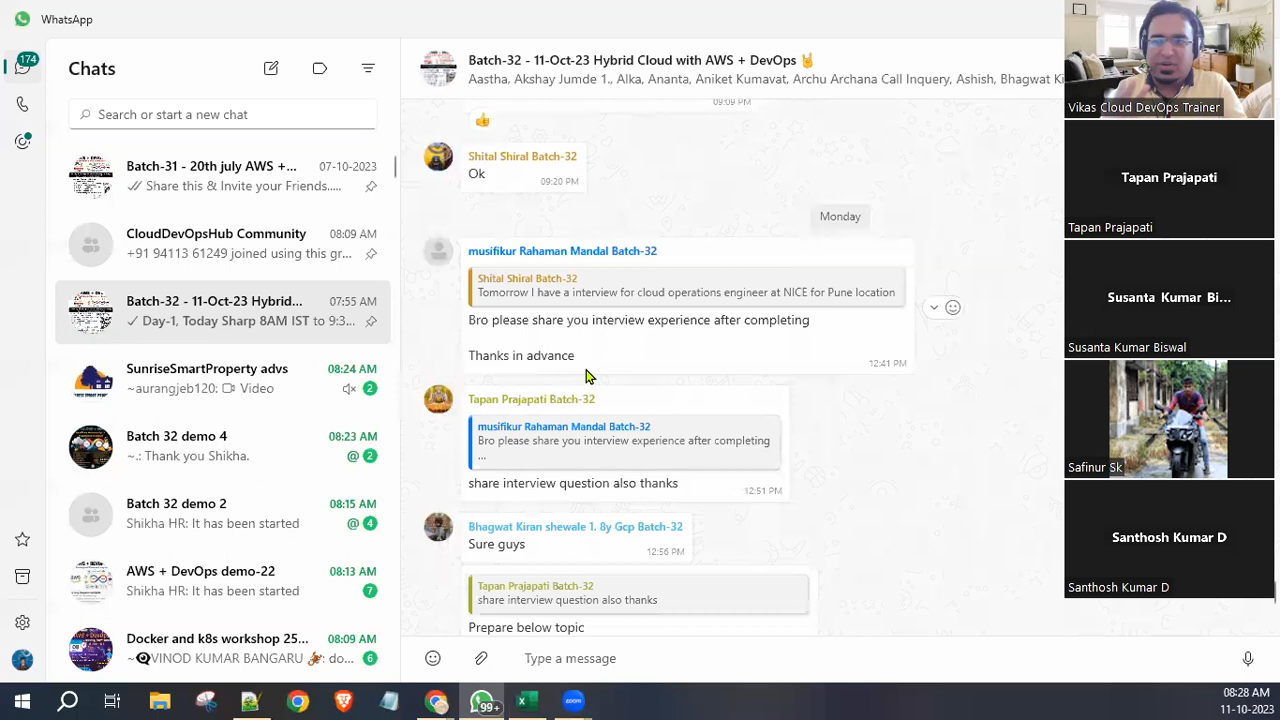 WhatsApp
174
Chats
Search or start a new chat
Batch-31 - 20th july AWS +...
07-10-2023
Share this & Invite your Friends.....
CloudDevOpsHub Community
08:09 AM
+91 94113 61249 joined using this gr...
Batch-32 - 11-Oct-23 Hybrid...
07:55 AM
Day-1, Today Sharp 8AM IST to 9:3...
SunriseSmartProperty advs
08:24 AM
~aurangjeb120: Video
2
Batch 32 demo 4
08:23 AM
~.: Thank you Shikha.
@ 2
Batch 32 demo 2
08:15 AM
Shikha HR: It has been started
@ 4
AWS + DevOps demo-22
08:13 AM
Shikha HR: It has been started
7
Docker and k8s workshop 25...
08:09 AM
~👁️‍🗨️VINOD KUMAR BANGARU 🎉: do...
6
Batch-32 - 11-Oct-23 Hybrid Cloud with AWS + DevOps 🤘
Aastha, Akshay Jumde-1., Alka, Ananta, Aniket Kumavat, Archu Archara Call Inquery, Ashish, Bhagwat Ki
09:09 PM
👍
Shital Shiral Batch-32
Ok
09:20 PM
Monday
musifikur Rahaman Mandal Batch-32
Shital Shiral Batch-32
Tomorrow I have a interview for cloud operations engineer at NICE for Pune location
Bro please share you interview experience after completing
Thanks in advance
12:41 PM
Tapan Prajapati Batch-32
musifikur Rahaman Mandal Batch-32
Bro please share you interview experience after completing
...
share interview question also thanks
12:51 PM
Bhagwat Kiran shewale 1. 8y Gcp Batch-32
Sure guys
12:56 PM
Tapan Prajapati Batch-32
share interview question also thanks
Prepare below topic
Type a message
Vikas Cloud DevOps Trainer
Tapan Prajapati
Tapan Prajapati
Susanta Kumar Bi...
Susanta Kumar Biswal
Safinur Sk
Santhosh Kumar D
Santhosh Kumar D
99+
zoom
08:28 AM
11-10-2023